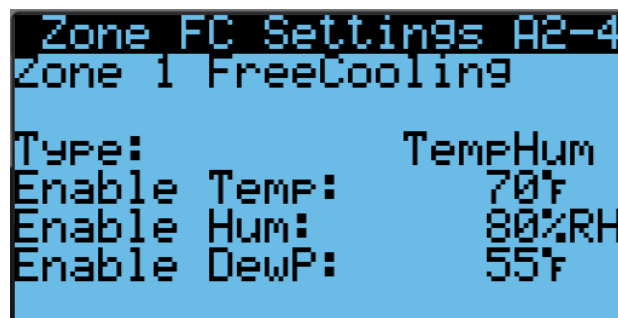 Zone FC Settings A2-4
Zone 1 FreeCooling
Type: TempHum
Enable Temp: 70°F
Enable Hum: 80%RH
Enable DewP: 55°F